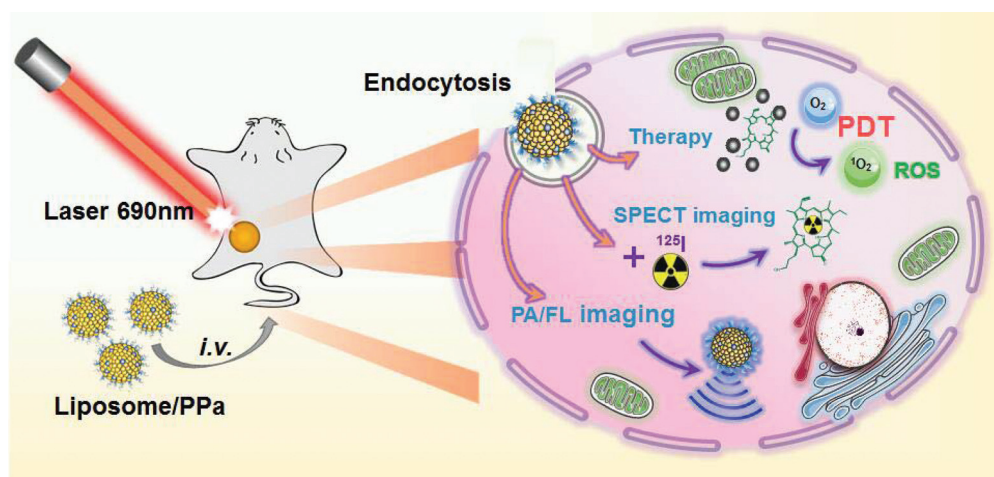 Endocytosis
Laser 690nm
i.v.
Liposome/PPa
Therapy
O₂
PDT
¹O₂
ROS
SPECT imaging
+
¹²⁵I
PA/FL imaging